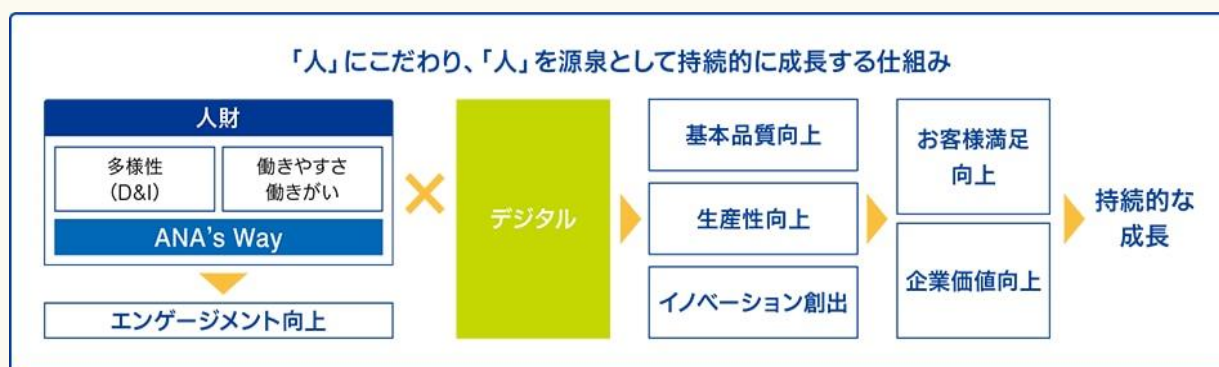 「人」にこだわり、「人」を源泉として持続的に成長する仕組み
人財
多様性
(D&I)
働きやすさ
働きがい
ANA's Way
エンゲージメント向上
デジタル
基本品質向上
生産性向上
イノベーション創出
お客様満足
向上
企業価値向上
持続的な
成長